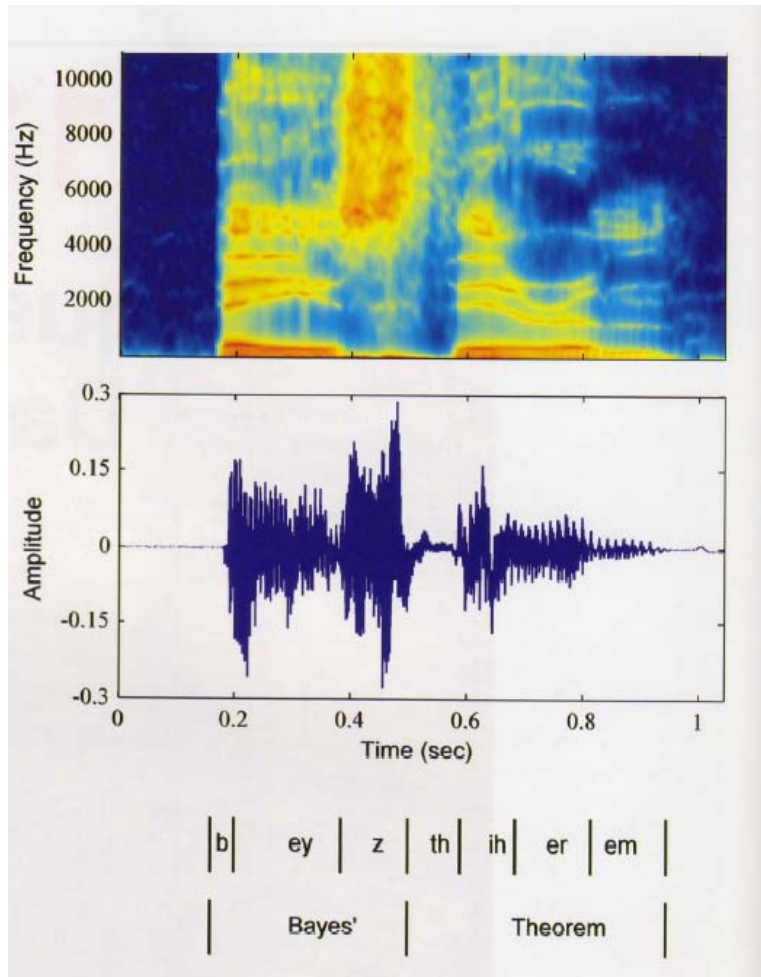 10000
8000
6000
4000
2000
Frequency (Hz)
0.3
0.15
0
-0.15
-0.3
Amplitude
0 0.2 0.4 0.6 0.8 1
Time (sec)
b ey z th ih er em
Bayes' Theorem